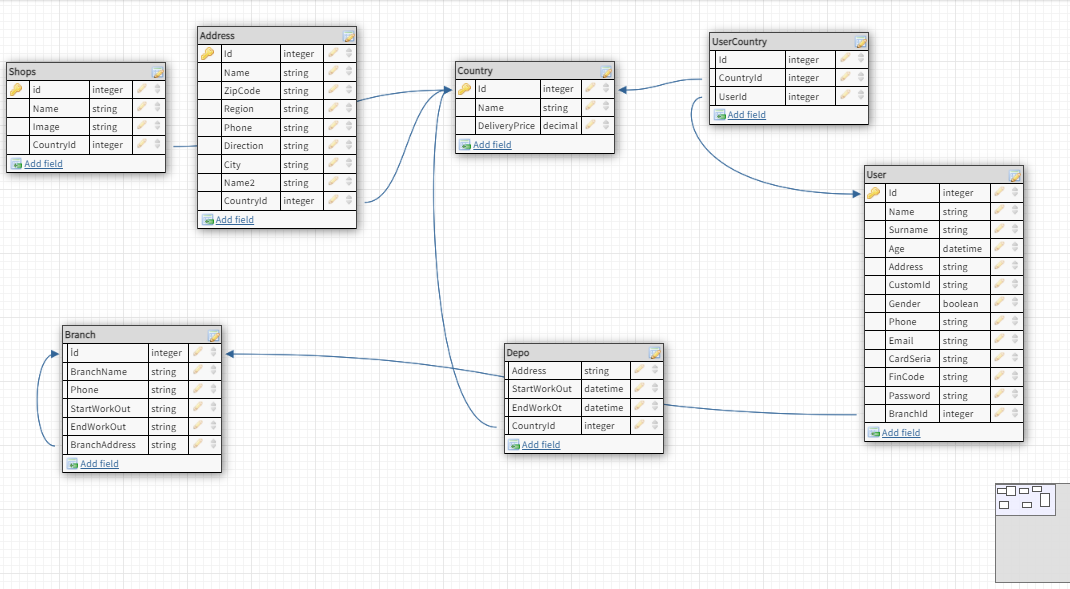 Shops
id integer
Name string
Image string
CountryId integer
Add field
Address
Id integer
Name string
ZipCode string
Region string
Phone string
Direction string
City string
Name2 string
CountryId integer
Add field
Country
Id integer
Name string
DeliveryPrice decimal
Add field
UserCountry
Id integer
CountryId integer
UserId integer
Add field
User
Id integer
Name string
Surname string
Age datetime
Address string
CustomId string
Gender boolean
Phone string
Email string
CardSeria string
FinCode string
Password string
BranchId integer
Add field
Branch
İd integer
BranchName string
Phone string
StartWorkOut string
EndWorkOut string
BranchAddress string
Add field
Depo
Address string
StartWorkOut datetime
EndWorkOt datetime
CountryId integer
Add field